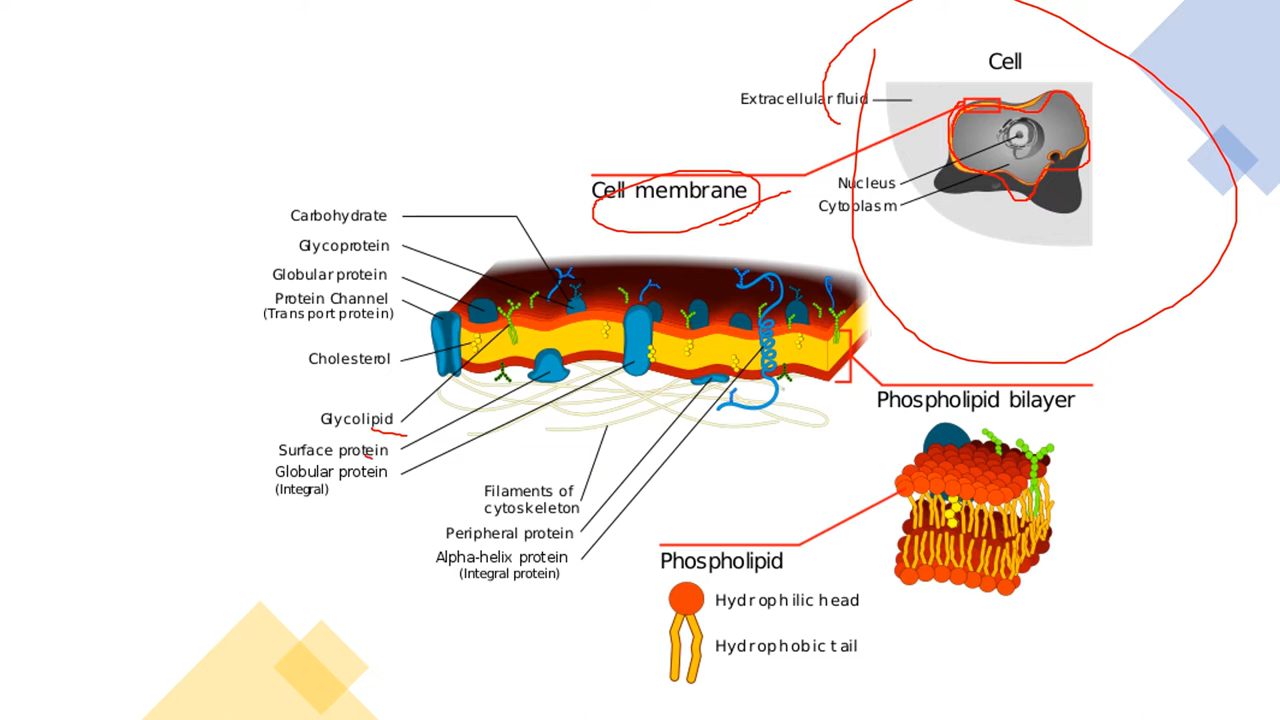 Cell
Extracellular fluid
Nucleus
Cytoplasm
Cell membrane
Carbohydrate
Glycoprotein
Globular protein
Protein Channel
(Transport protein)
Cholesterol
Glycolipid
Surface protein
Globular protein
(Integral)
Filaments of
cytoskeleton
Peripheral protein
Alpha-helix protein
(Integral protein)
Phospholipid bilayer
Phospholipid
Hydrophilic head
Hydrophobic tail